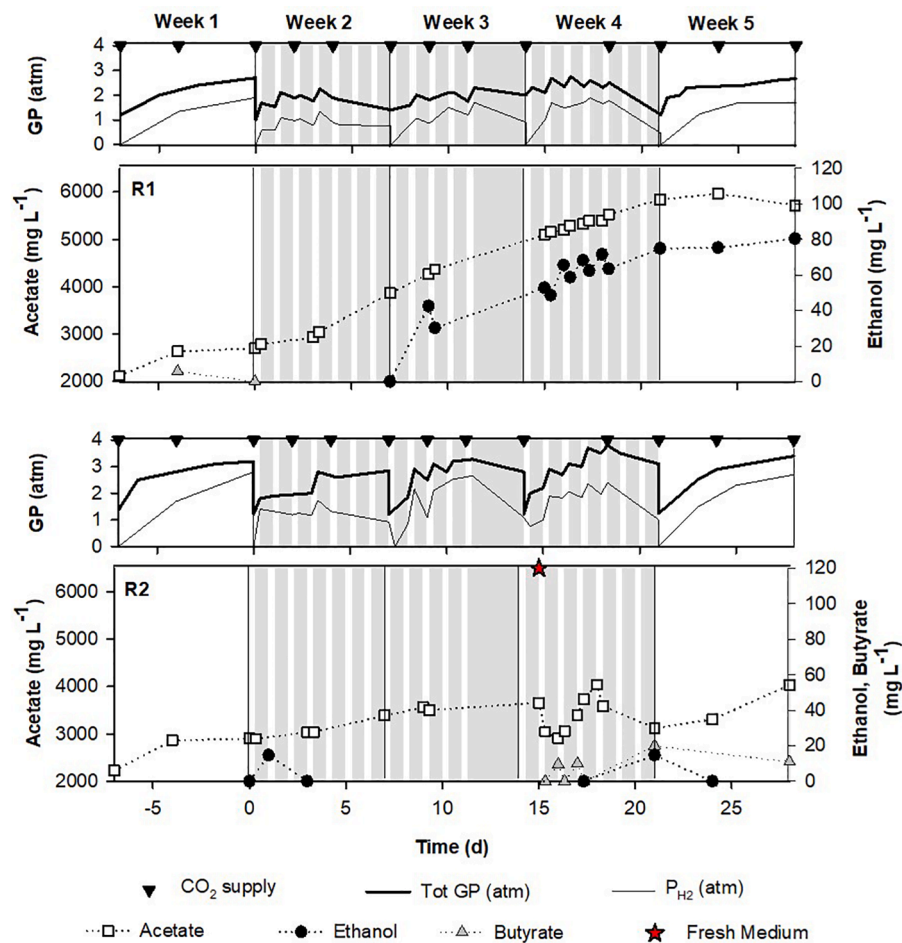 Week 1 Week 2 Week 3 Week 4 Week 5
GP (atm)
4
3
2
1
0
R1
Acetate (mg L⁻¹)
6000
5000
4000
3000
2000
120
100
80
60
40
20
0
Ethanol (mg L⁻¹)
GP (atm)
4
3
2
1
0
R2
Acetate (mg L⁻¹)
6000
5000
4000
3000
2000
120
100
80
60
40
20
0
Ethanol, Butyrate
(mg L⁻¹)
-5 0 5 10 15 20 25
Time (d)
CO₂ supply Tot GP (atm) P_H2 (atm)
Acetate Ethanol Butyrate Fresh Medium